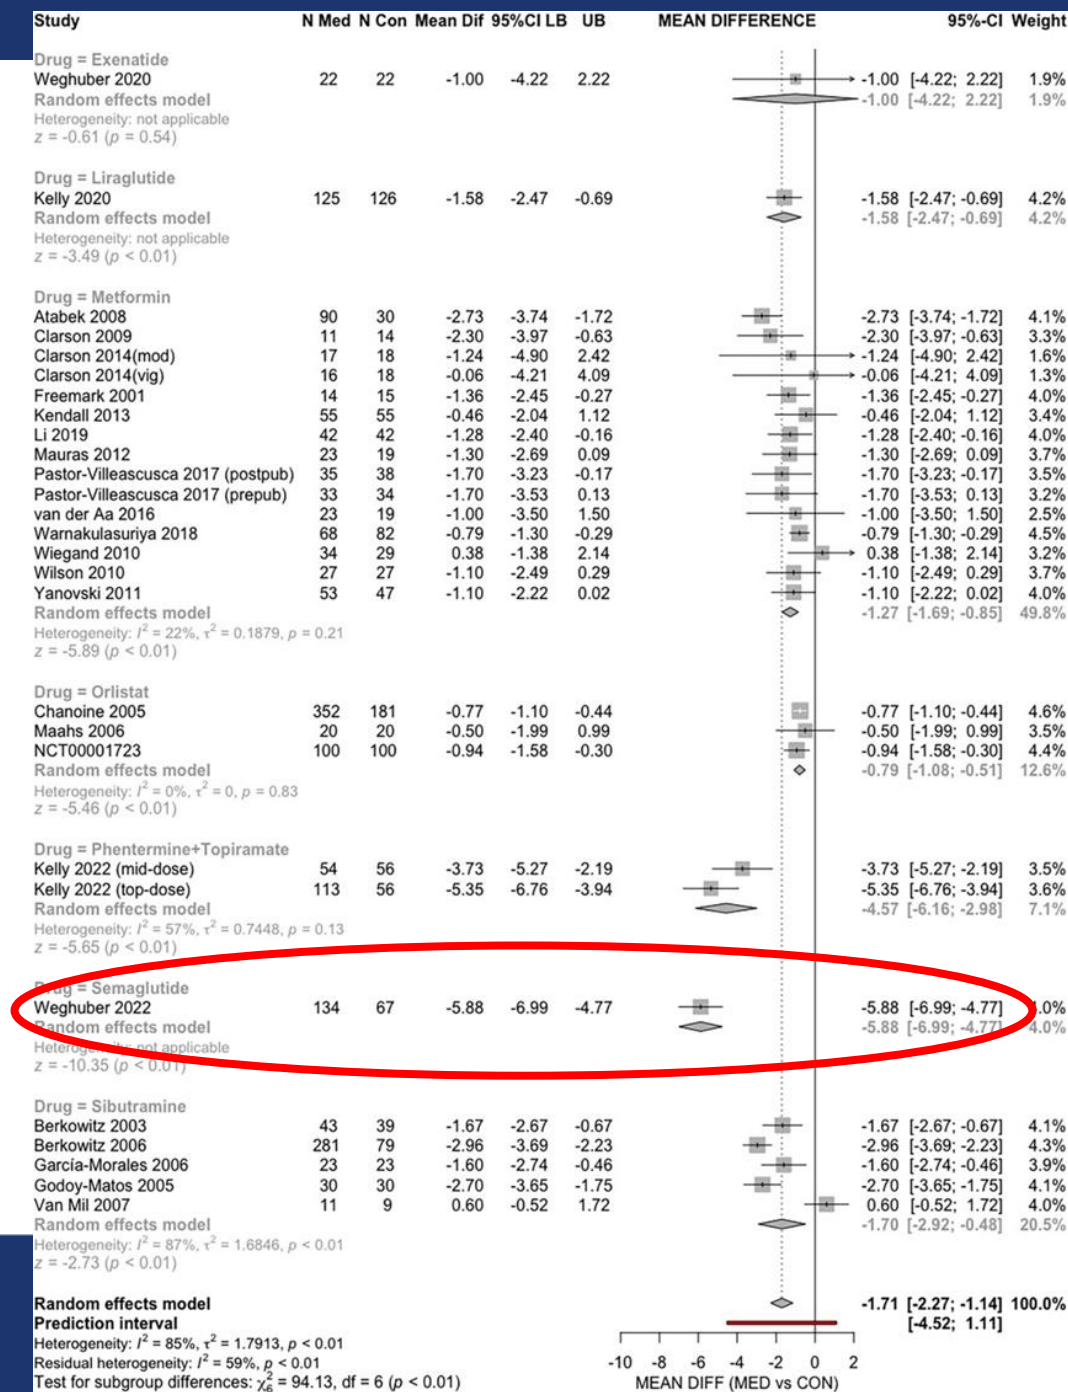 Study N Med N Con Mean Dif 95%CI LB UB MEAN DIFFERENCE 95%-CI Weight
Drug = Exenatide
Weghuber 2020 22 22 -1.00 -4.22 2.22 -1.00 [-4.22; 2.22] 1.9%
Random effects model -1.00 [-4.22; 2.22] 1.9%
Heterogeneity: not applicable
z = -0.61 (p = 0.54)
Drug = Liraglutide
Kelly 2020 125 126 -1.58 -2.47 -0.69 -1.58 [-2.47; -0.69] 4.2%
Random effects model -1.58 [-2.47; -0.69] 4.2%
Heterogeneity: not applicable
z = -3.49 (p < 0.01)
Drug = Metformin
Atabek 2008 90 30 -2.73 -3.74 -1.72 -2.73 [-3.74; -1.72] 4.1%
Clarson 2009 11 14 -2.30 -3.97 -0.63 -2.30 [-3.97; -0.63] 3.3%
Clarson 2014(mod) 17 18 -1.24 -4.90 2.42 -1.24 [-4.90; 2.42] 1.6%
Clarson 2014(vig) 16 18 -0.06 -4.21 4.09 -0.06 [-4.21; 4.09] 1.3%
Freemark 2001 14 15 -1.36 -2.45 -0.27 -1.36 [-2.45; -0.27] 4.0%
Kendall 2013 55 55 -0.46 -2.04 1.12 -0.46 [-2.04; 1.12] 3.4%
Li 2019 42 42 -1.28 -2.40 -0.16 -1.28 [-2.40; -0.16] 4.0%
Mauras 2012 23 19 -1.30 -2.69 0.09 -1.30 [-2.69; 0.09] 3.7%
Pastor-Villeascusca 2017 (postpub) 35 38 -1.70 -3.23 -0.17 -1.70 [-3.23; -0.17] 3.5%
Pastor-Villeascusca 2017 (prepub) 33 34 -1.70 -3.53 0.13 -1.70 [-3.53; 0.13] 3.2%
van der Aa 2016 23 19 -1.00 -3.50 1.50 -1.00 [-3.50; 1.50] 2.5%
Warnakulasuriya 2018 68 82 -0.79 -1.30 -0.29 -0.79 [-1.30; -0.29] 4.5%
Wiegand 2010 34 29 0.38 -1.38 2.14 0.38 [-1.38; 2.14] 3.2%
Wilson 2010 27 27 -1.10 -2.49 0.29 -1.10 [-2.49; 0.29] 3.7%
Yanovski 2011 53 47 -1.10 -2.22 0.02 -1.10 [-2.22; 0.02] 4.0%
Random effects model -1.27 [-1.69; -0.85] 49.8%
Heterogeneity: I² = 22%, τ² = 0.1879, p = 0.21
z = -5.89 (p < 0.01)
Drug = Orlistat
Chanoine 2005 352 181 -0.77 -1.10 -0.44 -0.77 [-1.10; -0.44] 4.6%
Maahs 2006 20 20 -0.50 -1.99 0.99 -0.50 [-1.99; 0.99] 3.5%
NCT00001723 100 100 -0.94 -1.58 -0.30 -0.94 [-1.58; -0.30] 4.4%
Random effects model -0.79 [-1.08; -0.51] 12.6%
Heterogeneity: I² = 0%, τ² = 0, p = 0.83
z = -5.46 (p < 0.01)
Drug = Phentermine+Topiramate
Kelly 2022 (mid-dose) 54 56 -3.73 -5.27 -2.19 -3.73 [-5.27; -2.19] 3.5%
Kelly 2022 (top-dose) 113 56 -5.35 -6.76 -3.94 -5.35 [-6.76; -3.94] 3.6%
Random effects model -4.57 [-6.16; -2.98] 7.1%
Heterogeneity: I² = 57%, τ² = 0.7448, p = 0.13
z = -5.65 (p < 0.01)
Drug = Semaglutide
Weghuber 2022 134 67 -5.88 -6.99 -4.77 -5.88 [-6.99; -4.77] 4.0%
Random effects model -5.88 [-6.99; -4.77] 4.0%
Heterogeneity: not applicable
z = -10.35 (p < 0.01)
Drug = Sibutramine
Berkowitz 2003 43 39 -1.67 -2.67 -0.67 -1.67 [-2.67; -0.67] 4.1%
Berkowitz 2006 281 79 -2.96 -3.69 -2.23 -2.96 [-3.69; -2.23] 4.3%
García-Morales 2006 23 23 -1.60 -2.74 -0.46 -1.60 [-2.74; -0.46] 3.9%
Godoy-Matos 2005 30 30 -2.70 -3.65 -1.75 -2.70 [-3.65; -1.75] 4.1%
Van Mil 2007 11 9 0.60 -0.52 1.72 0.60 [-0.52; 1.72] 4.0%
Random effects model -1.70 [-2.92; -0.48] 20.5%
Heterogeneity: I² = 87%, τ² = 1.6846, p < 0.01
z = -2.73 (p < 0.01)
Random effects model -1.71 [-2.27; -1.14] 100.0%
Prediction interval [-4.52; 1.11]
Heterogeneity: I² = 85%, τ² = 1.7913, p < 0.01
Residual heterogeneity: I² = 59%, p < 0.01
-10 -8 -6 -4 -2 0 2
Test for subgroup differences: χ²₆ = 94.13, df = 6 (p < 0.01) MEAN DIFF (MED vs CON)